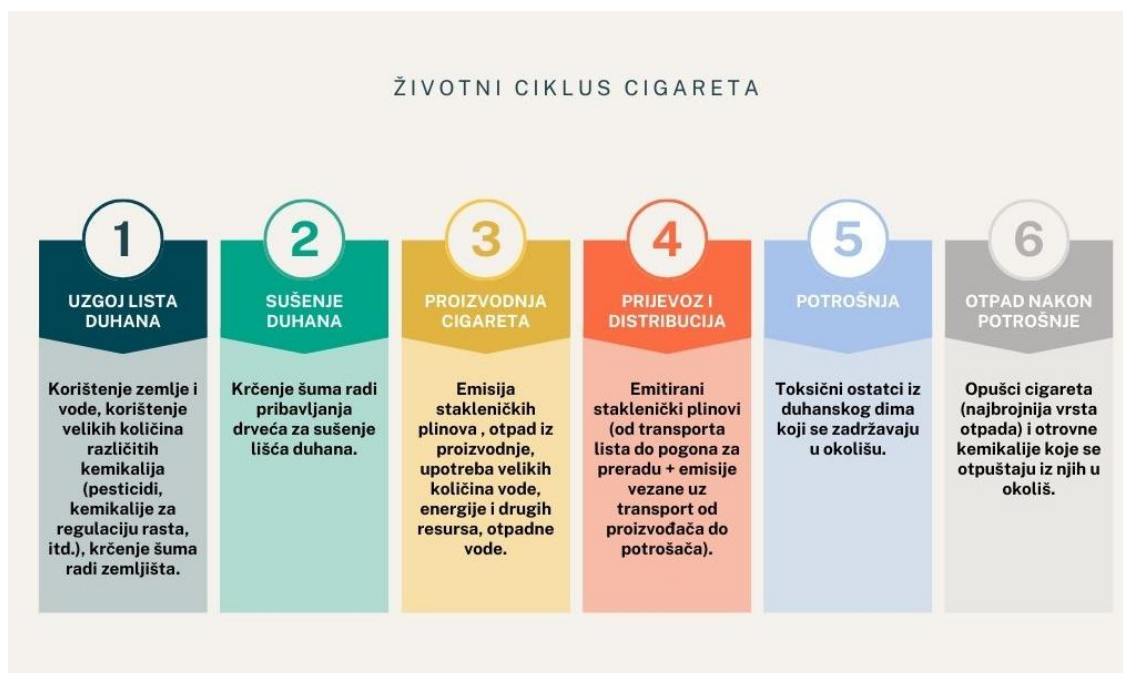 ŽIVOTNI CIKLUS CIGARETA
1
UZGOJ LISTA
DUHANA
Korištenje zemlje i
vode, korištenje
velikih količina
različitih
kemikalija
(pesticidi,
kemikalije za
regulaciju rasta,
itd.), krčenje šuma
radi zemljišta.
2
SUŠENJE
DUHANA
Krčenje šuma radi
pribavljanja
drveća za sušenje
lišća duhana.
3
PROIZVODNJA
CIGARETA
Emisija
stakleničkih
plinova , otpad iz
proizvodnje,
upotreba velikih
količina vode,
energije i drugih
resursa, otpadne
vode.
4
PRIJEVOZ I
DISTRIBUCIJA
Emitirani
staklenički plinovi
(od transporta
lista do pogona za
preradu + emisije
vezane uz
transport od
proizvođača do
potrošača).
5
POTROŠNJA
Toksični ostatci iz
duhanskog dima
koji se zadržavaju
u okolišu.
6
OTPAD NAKON
POTROŠNJE
Opušci cigareta
(najbrojnija vrsta
otpada) i otrovne
kemikalije koje se
otpuštaju iz njih u
okoliš.